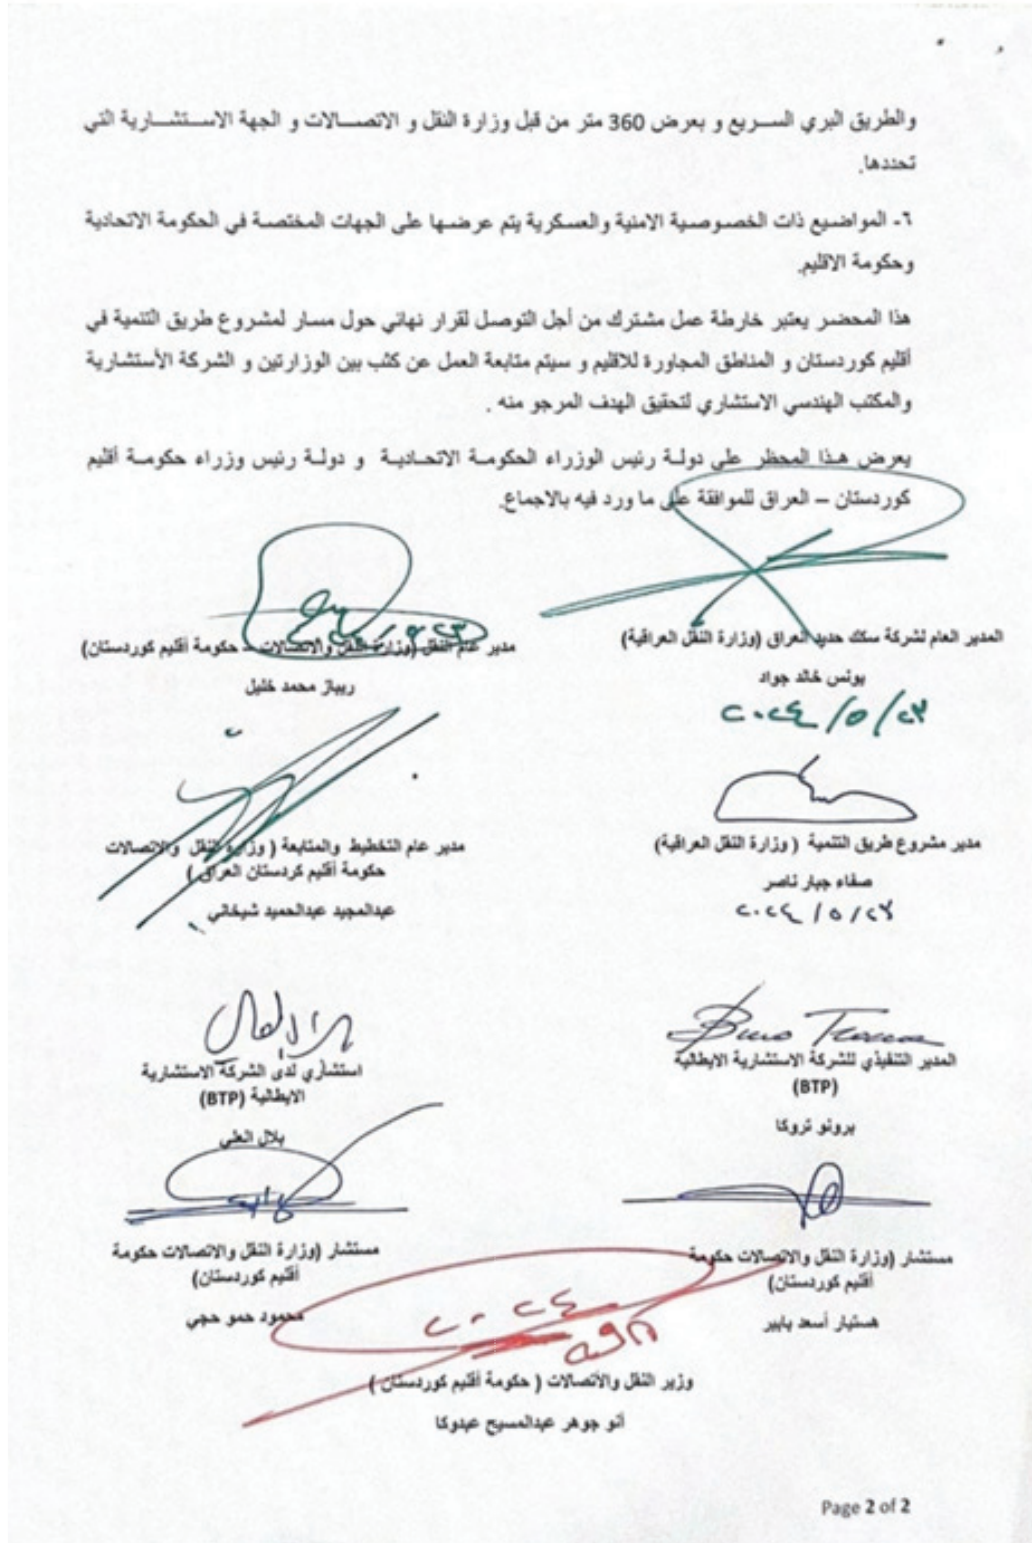 والطريق البري السريع و بعرض 360 متر من قبل وزارة النقل و الاتصالات و الجهة الاستشارية التي
تحددها.
٦- المواضيع ذات الخصوصية الامنية والعسكرية يتم عرضها على الجهات المختصة في الحكومة الاتحادية
وحكومة الاقليم.
هذا المحضر يعتبر خارطة عمل مشترك من أجل التوصل لقرار نهائي حول مسار لمشروع طريق التنمية في
أقليم كوردستان و المناطق المجاورة للاقليم و سيتم متابعة العمل عن كثب بين الوزارتين و الشركة الأستشارية
والمكتب الهندسي الاستشاري لتحقيق الهدف المرجو منه .
يعرض هذا المحظر على دولة رئيس الوزراء الحكومة الاتحادية و دولة رئيس وزراء حكومة أقليم
كوردستان – العراق للموافقة على ما ورد فيه بالاجماع.
المدير العام لشركة سكك حديد العراق (وزارة النقل العراقية)
يونس خالد جواد
٢٠٢٤/٥/٢٣
مدير عام النقل (وزارة النقل والاتصالات – حكومة أقليم كوردستان)
ريباز محمد خليل
مدير مشروع طريق التنمية ( وزارة النقل العراقية)
صفاء جبار ناصر
٢٠٢٤/٥/٢٣
مدير عام التخطيط والمتابعة ( وزارة النقل والاتصالات
حكومة أقليم كردستان العراق )
عبدالمجيد عبدالحميد شيخاني
المدير التنفيذي للشركة الاستشارية الايطالية
(BTP)
برونو تروكا
استشاري لدى الشركة الاستشارية
الايطالية (BTP)
بلال العلي
مستشار (وزارة النقل والاتصالات حكومة
أقليم كوردستان)
هستيار أسعد بابير
مستشار (وزارة النقل والاتصالات حكومة
أقليم كوردستان)
محمود حمو حجي
٢٠٢٤
وزير النقل والأتصالات ( حكومة أقليم كوردستان )
أنو جوهر عبدالمسيح عبدوكا
Page 2 of 2